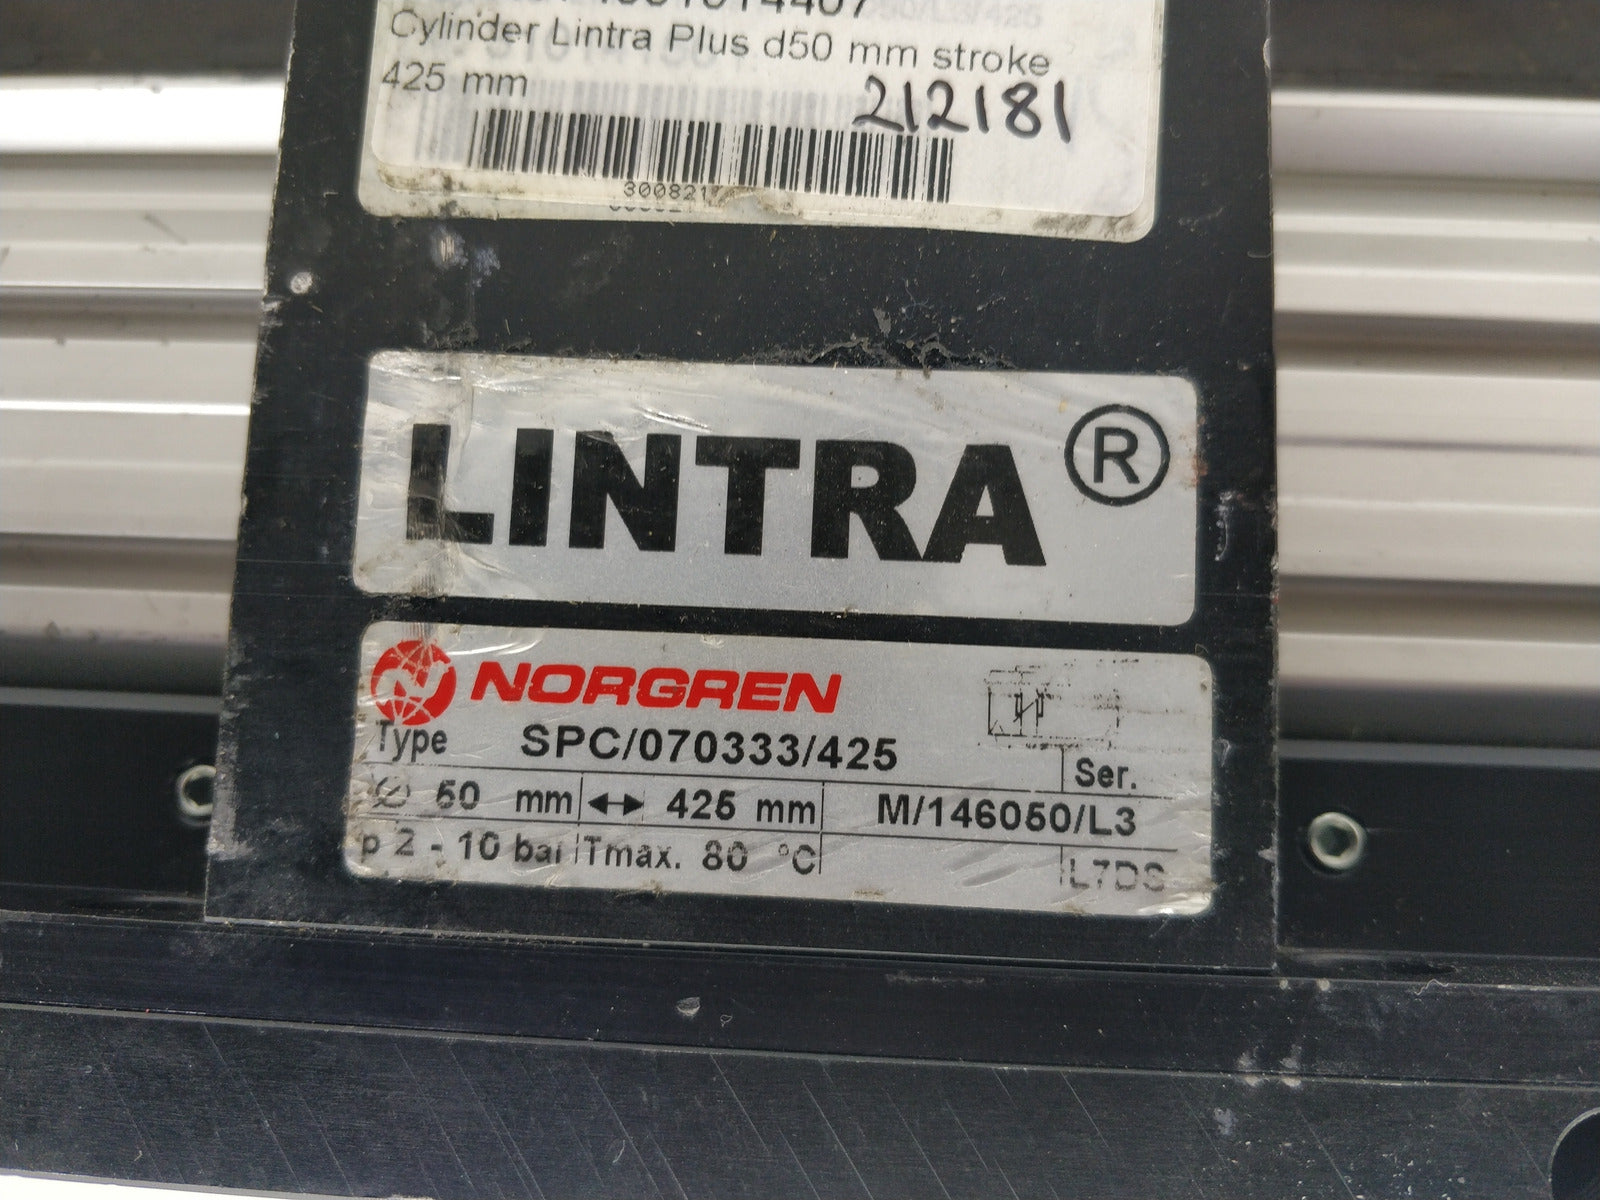 Cylinder Lintra Plus d50 mm stroke
425 mm
212181
LINTRA ®
NORGREN
Type SPC/070333/425
Ser.
Ø 50 mm ↔ 425 mm M/146050/L3
p 2 - 10 bar Tmax. 80 °C L7DS